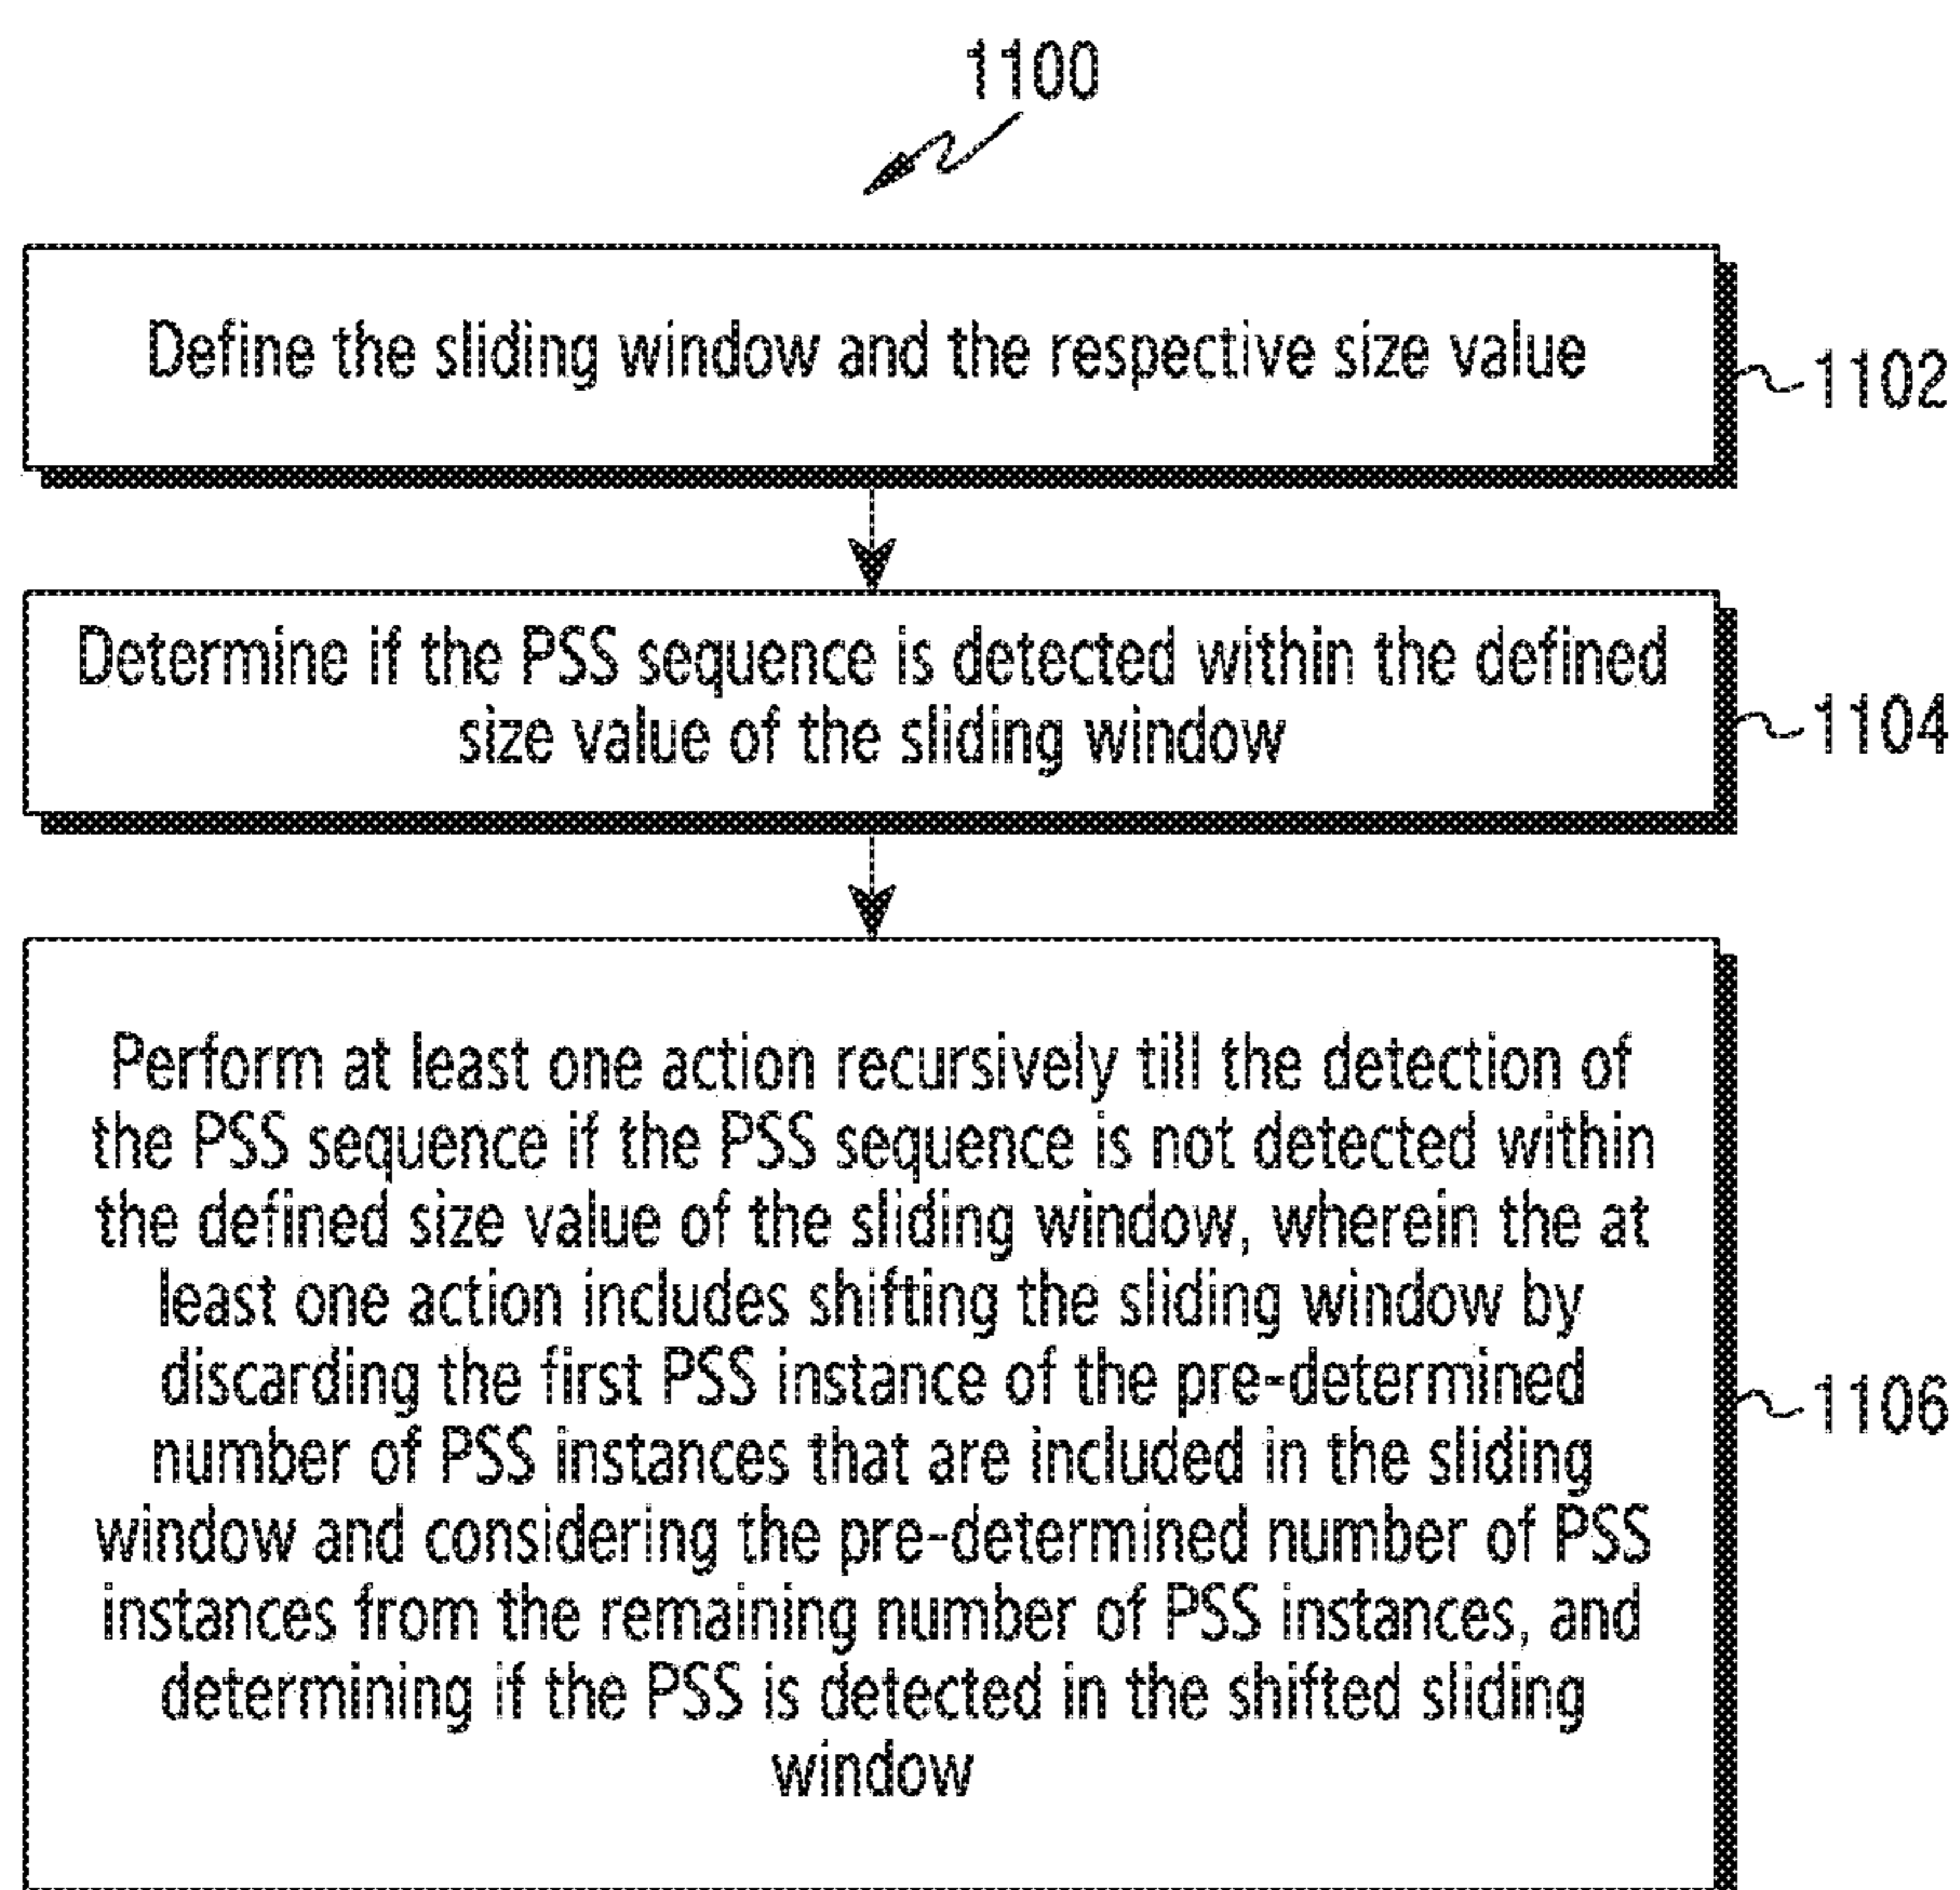 1100
Define the sliding window and the respective size value
1102
Determine if the PSS sequence is detected within the defined
size value of the sliding window
1104
Perform at least one action recursively till the detection of
the PSS sequence if the PSS sequence is not detected within
the defined size value of the sliding window, wherein the at
least one action includes shifting the sliding window by
discarding the first PSS instance of the pre-determined
number of PSS instances that are included in the sliding
window and considering the pre-determined number of PSS
instances from the remaining number of PSS instances, and
determining if the PSS is detected in the shifted sliding
window
1106